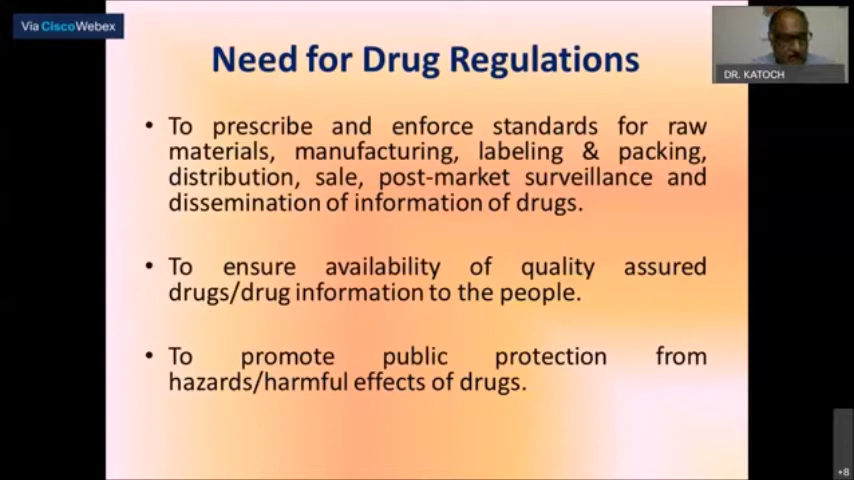 Via Cisco Webex
Need for Drug Regulations
DR. KATOCH
• To prescribe and enforce standards for raw
materials, manufacturing, labeling & packing,
distribution, sale, post-market surveillance and
dissemination of information of drugs.
• To ensure availability of quality assured
drugs/drug information to the people.
• To promote public protection from
hazards/harmful effects of drugs.
+8